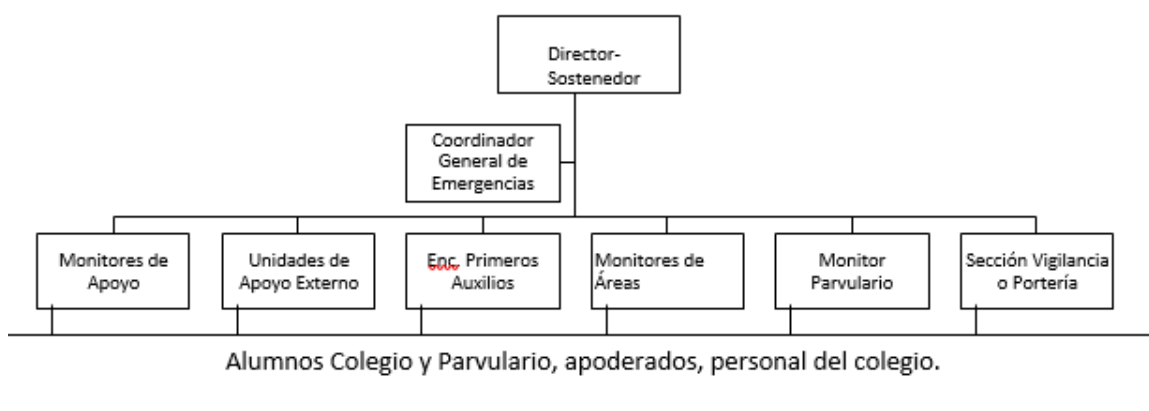 Director-
Sostenedor
Coordinador
General de
Emergencias
Monitores de
Apoyo
Unidades de
Apoyo Externo
Enc. Primeros
Auxilios
Monitores de
Áreas
Monitor
Parvulario
Sección Vigilancia
o Portería
Alumnos Colegio y Parvulario, apoderados, personal del colegio.